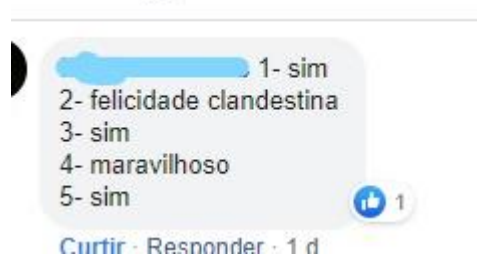 1- sim
2- felicidade clandestina
3- sim
4- maravilhoso
5- sim
1
Curtir · Responder · 1 d